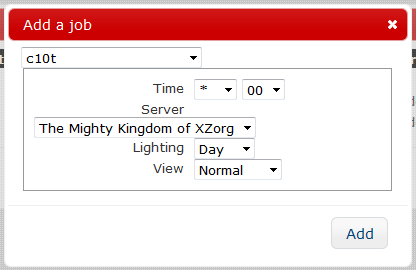 Add a job ✖
c10t
Time * 00
Server
The Mighty Kingdom of XZorg
Lighting Day
View Normal
Add